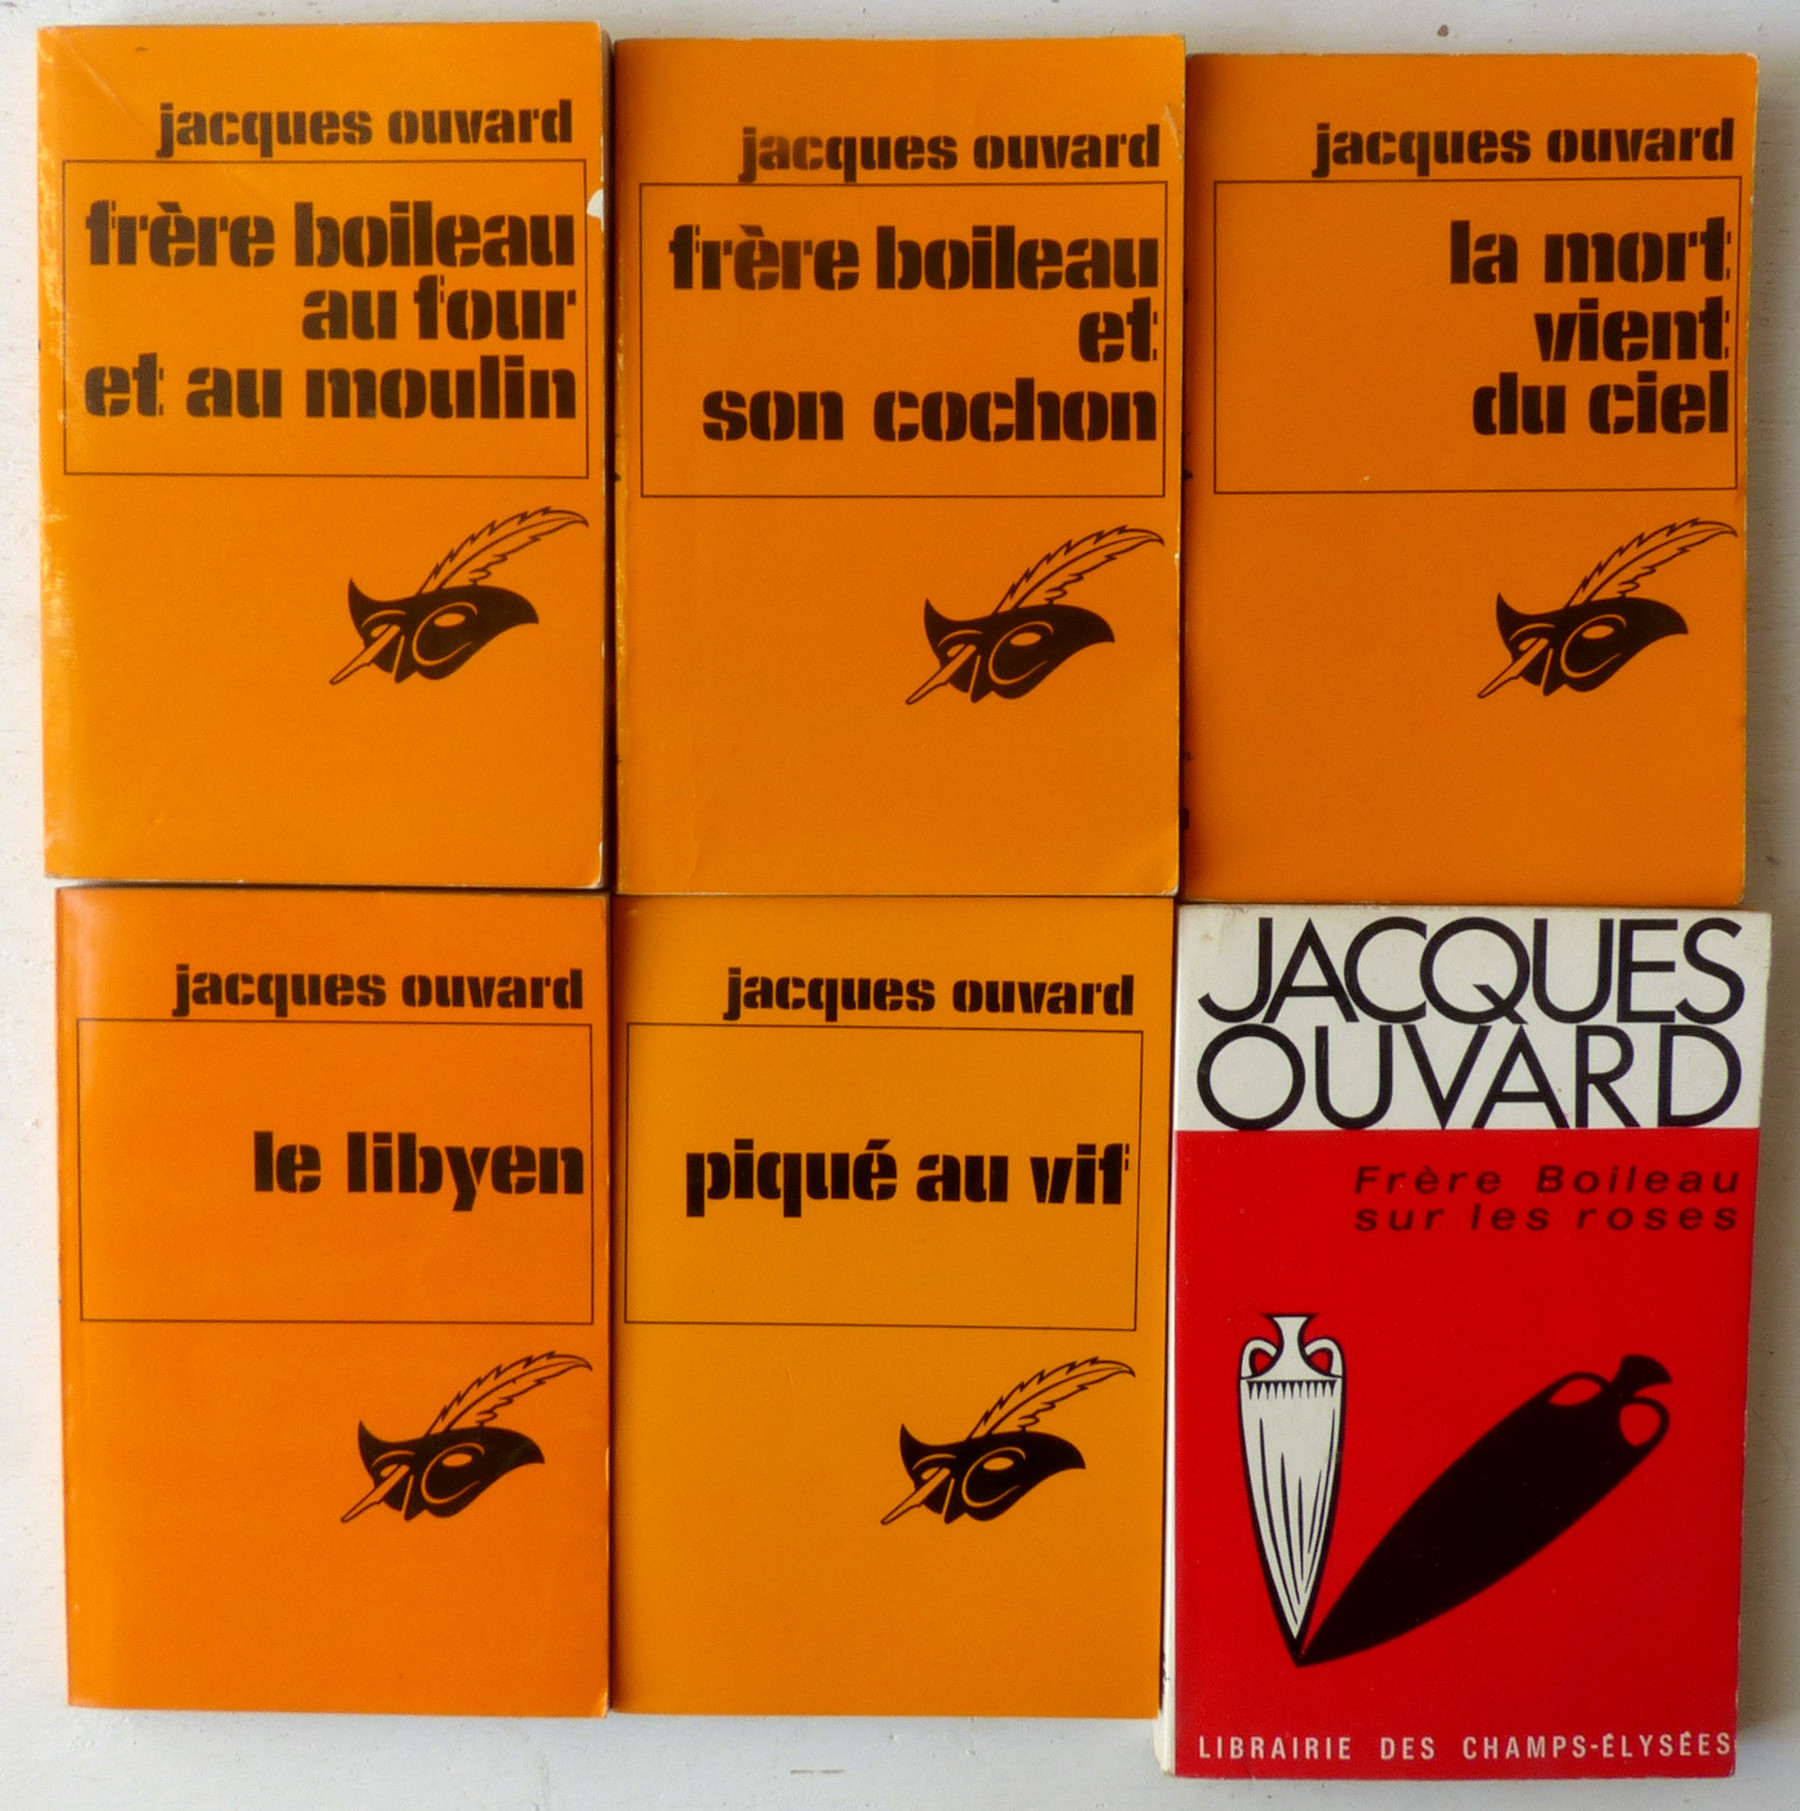 jacques ouvard
frère boileau
au four
et au moulin
jacques ouvard
frère boileau
et
son cochon
jacques ouvard
la mort
vient
du ciel
jacques ouvard
le libyen
jacques ouvard
piqué au vif
JACQUES
OUVARD
Frère Boileau
sur les roses
LIBRAIRIE DES CHAMPS-ÉLYSÉES